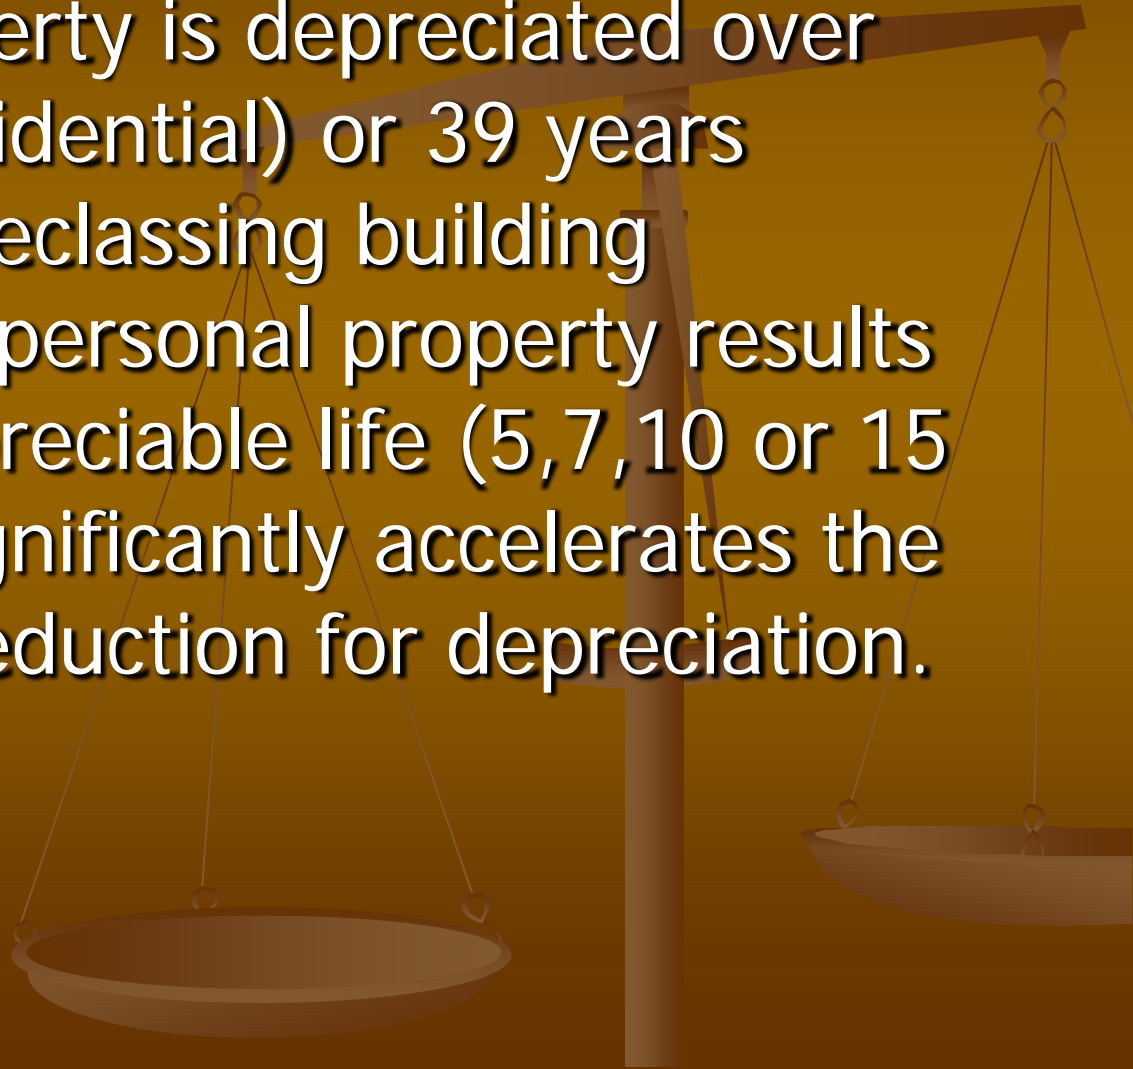 erty is depreciated over
idential) or 39 years
eclassing building
personal property results
reciable life (5,7,10 or 15
gnificantly accelerates the
eduction for depreciation.